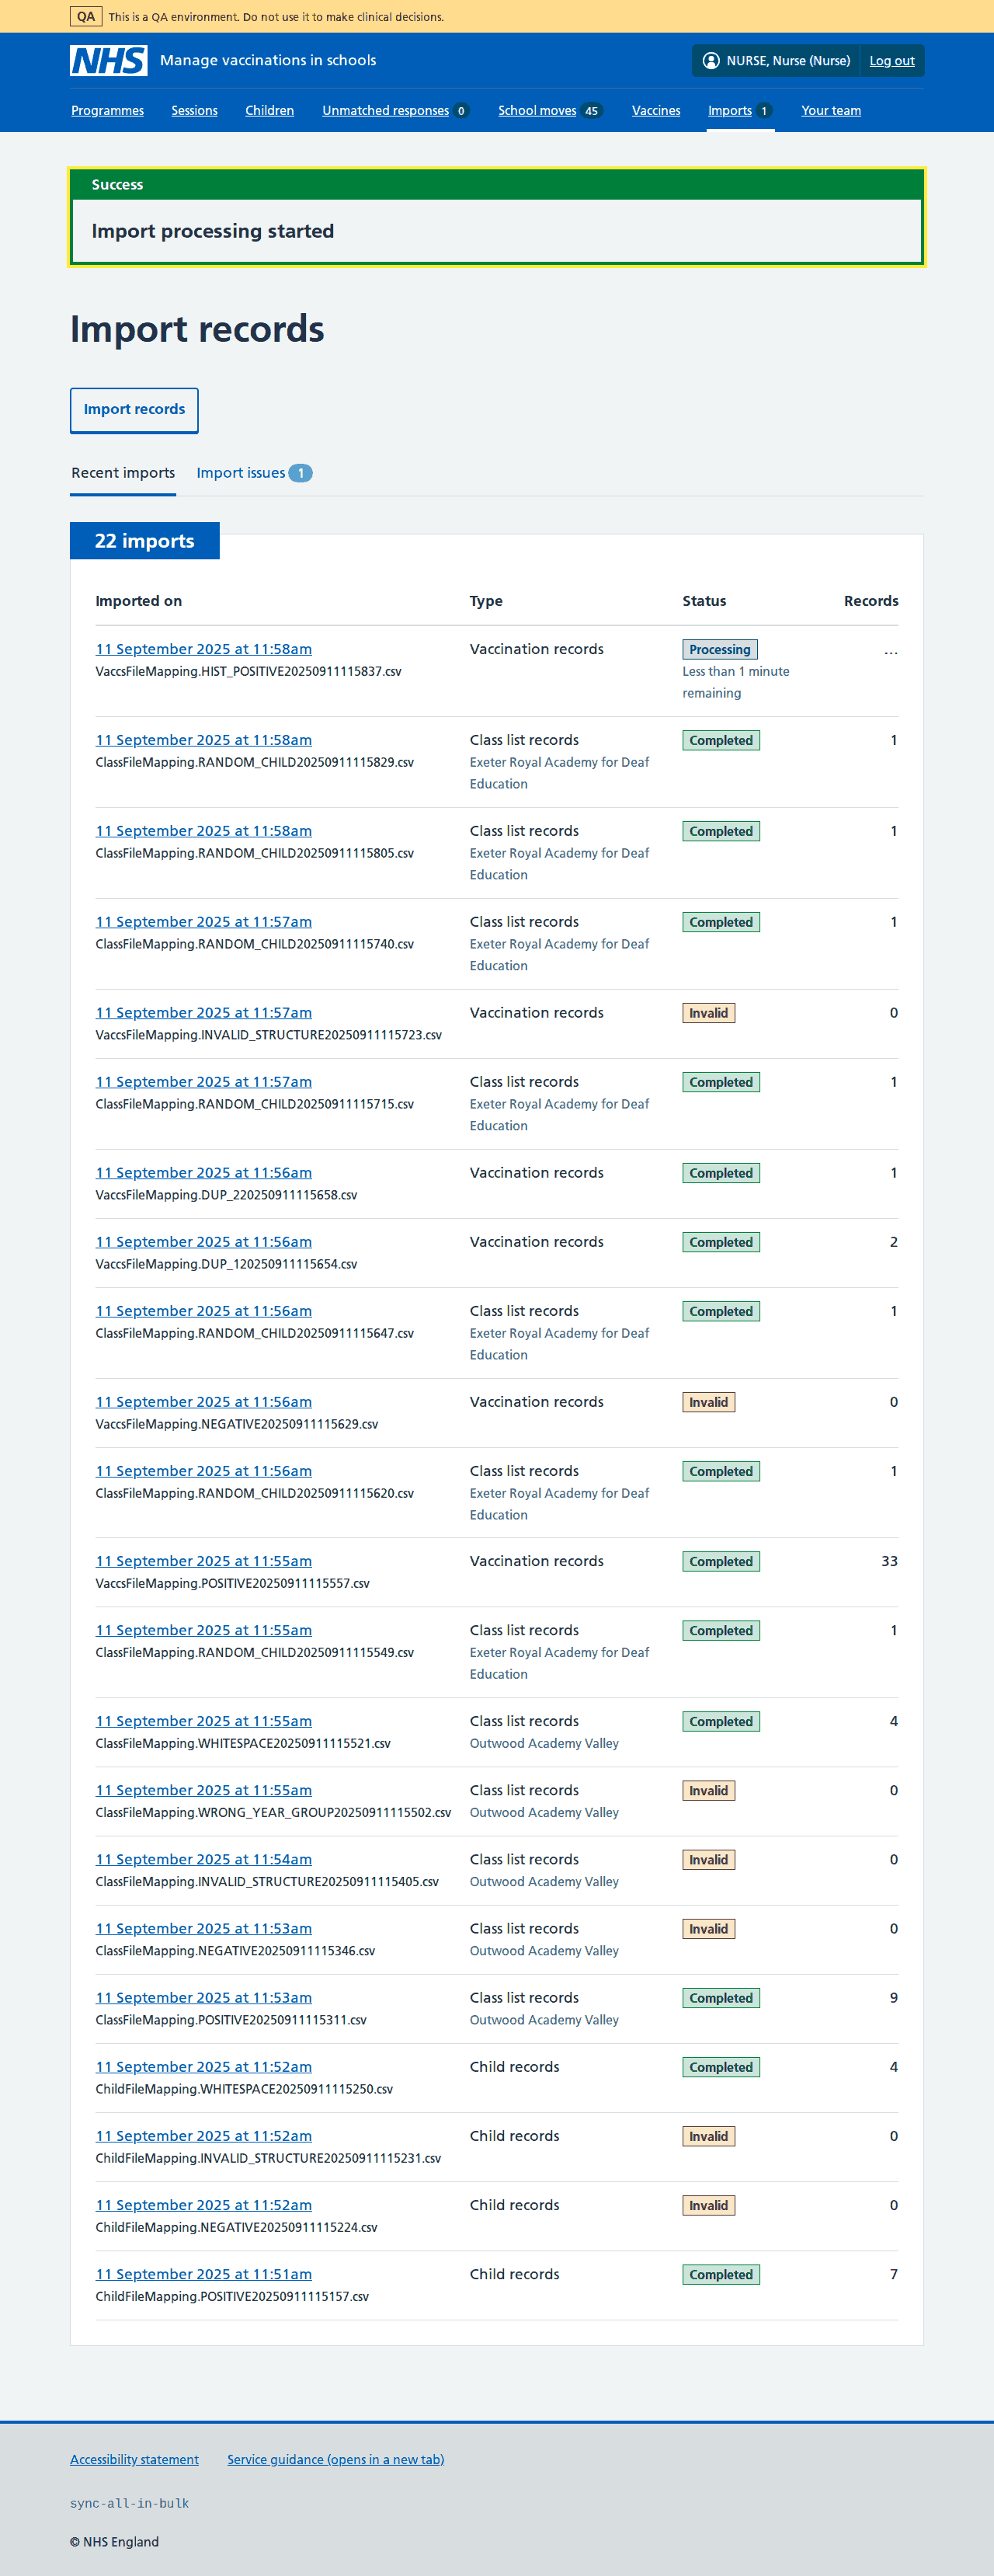 QA This is a QA environment. Do not use it to make clinical decisions.
NHS Manage vaccinations in schools NURSE, Nurse (Nurse) Log out
Programmes Sessions Children Unmatched responses 0 School moves 45 Vaccines Imports 1 Your team
Success
Import processing started
Import records
Import records
Recent imports Import issues 1
22 imports
Imported on Type Status Records
11 September 2025 at 11:58am Vaccination records Processing ...
VaccsFileMapping.HIST_POSITIVE20250911115837.csv Less than 1 minute
remaining
11 September 2025 at 11:58am Class list records Completed 1
ClassFileMapping.RANDOM_CHILD20250911115829.csv Exeter Royal Academy for Deaf
Education
11 September 2025 at 11:58am Class list records Completed 1
ClassFileMapping.RANDOM_CHILD20250911115805.csv Exeter Royal Academy for Deaf
Education
11 September 2025 at 11:57am Class list records Completed 1
ClassFileMapping.RANDOM_CHILD20250911115740.csv Exeter Royal Academy for Deaf
Education
11 September 2025 at 11:57am Vaccination records Invalid 0
VaccsFileMapping.INVALID_STRUCTURE20250911115723.csv
11 September 2025 at 11:57am Class list records Completed 1
ClassFileMapping.RANDOM_CHILD20250911115715.csv Exeter Royal Academy for Deaf
Education
11 September 2025 at 11:56am Vaccination records Completed 1
VaccsFileMapping.DUP_220250911115658.csv
11 September 2025 at 11:56am Vaccination records Completed 2
VaccsFileMapping.DUP_120250911115654.csv
11 September 2025 at 11:56am Class list records Completed 1
ClassFileMapping.RANDOM_CHILD20250911115647.csv Exeter Royal Academy for Deaf
Education
11 September 2025 at 11:56am Vaccination records Invalid 0
VaccsFileMapping.NEGATIVE20250911115629.csv
11 September 2025 at 11:56am Class list records Completed 1
ClassFileMapping.RANDOM_CHILD20250911115620.csv Exeter Royal Academy for Deaf
Education
11 September 2025 at 11:55am Vaccination records Completed 33
VaccsFileMapping.POSITIVE20250911115557.csv
11 September 2025 at 11:55am Class list records Completed 1
ClassFileMapping.RANDOM_CHILD20250911115549.csv Exeter Royal Academy for Deaf
Education
11 September 2025 at 11:55am Class list records Completed 4
ClassFileMapping.WHITESPACE20250911115521.csv Outwood Academy Valley
11 September 2025 at 11:55am Class list records Invalid 0
ClassFileMapping.WRONG_YEAR_GROUP20250911115502.csv Outwood Academy Valley
11 September 2025 at 11:54am Class list records Invalid 0
ClassFileMapping.INVALID_STRUCTURE20250911115405.csv Outwood Academy Valley
11 September 2025 at 11:53am Class list records Invalid 0
ClassFileMapping.NEGATIVE20250911115346.csv Outwood Academy Valley
11 September 2025 at 11:53am Class list records Completed 9
ClassFileMapping.POSITIVE20250911115311.csv Outwood Academy Valley
11 September 2025 at 11:52am Child records Completed 4
ChildFileMapping.WHITESPACE20250911115250.csv
11 September 2025 at 11:52am Child records Invalid 0
ChildFileMapping.INVALID_STRUCTURE20250911115231.csv
11 September 2025 at 11:52am Child records Invalid 0
ChildFileMapping.NEGATIVE20250911115224.csv
11 September 2025 at 11:51am Child records Completed 7
ChildFileMapping.POSITIVE20250911115157.csv
Accessibility statement Service guidance (opens in a new tab)
sync-all-in-bulk
© NHS England